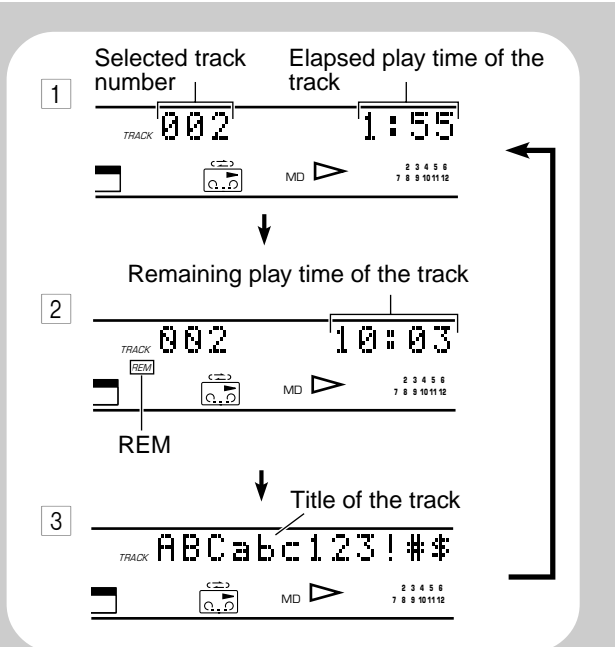 Selected track number
Elapsed play time of the track
1
TRACK 002 1:55
MD
2 3 4 5 6
7 8 9 10 11 12
Remaining play time of the track
2
TRACK 002 10:03
REM
MD
2 3 4 5 6
7 8 9 10 11 12
REM
Title of the track
3
TRACK ABCabc123!#$
MD
2 3 4 5 6
7 8 9 10 11 12